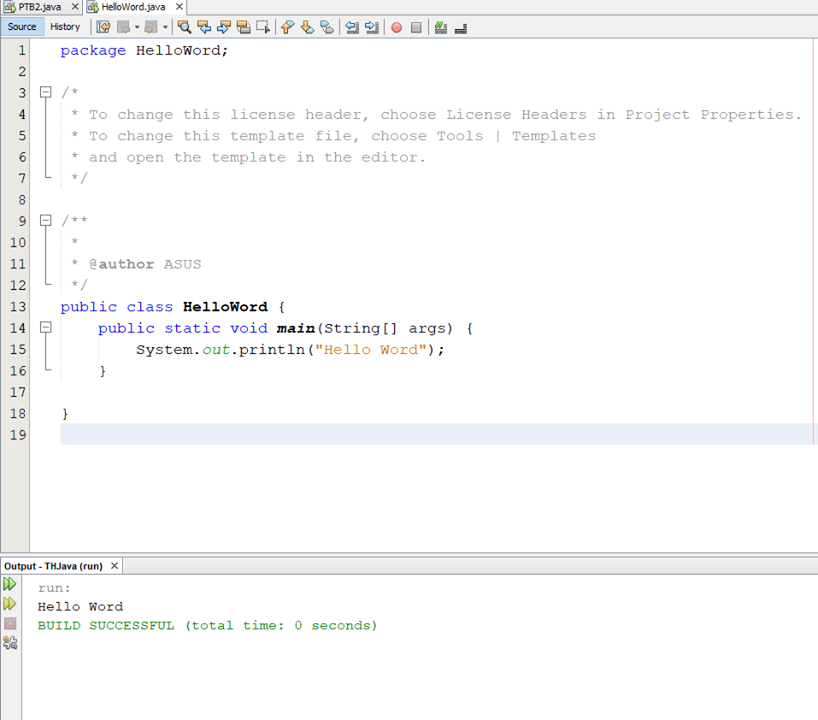 PTB2.java HelloWord.java
Source History
1 package HelloWord;
2
3 /*
4 * To change this license header, choose License Headers in Project Properties.
5 * To change this template file, choose Tools | Templates
6 * and open the template in the editor.
7 */
8
9 /**
10 *
11 * @author ASUS
12 */
13 public class HelloWord {
14 public static void main(String[] args) {
15 System.out.println("Hello Word");
16 }
17
18 }
19
Output - THJava (run)
run:
Hello Word
BUILD SUCCESSFUL (total time: 0 seconds)